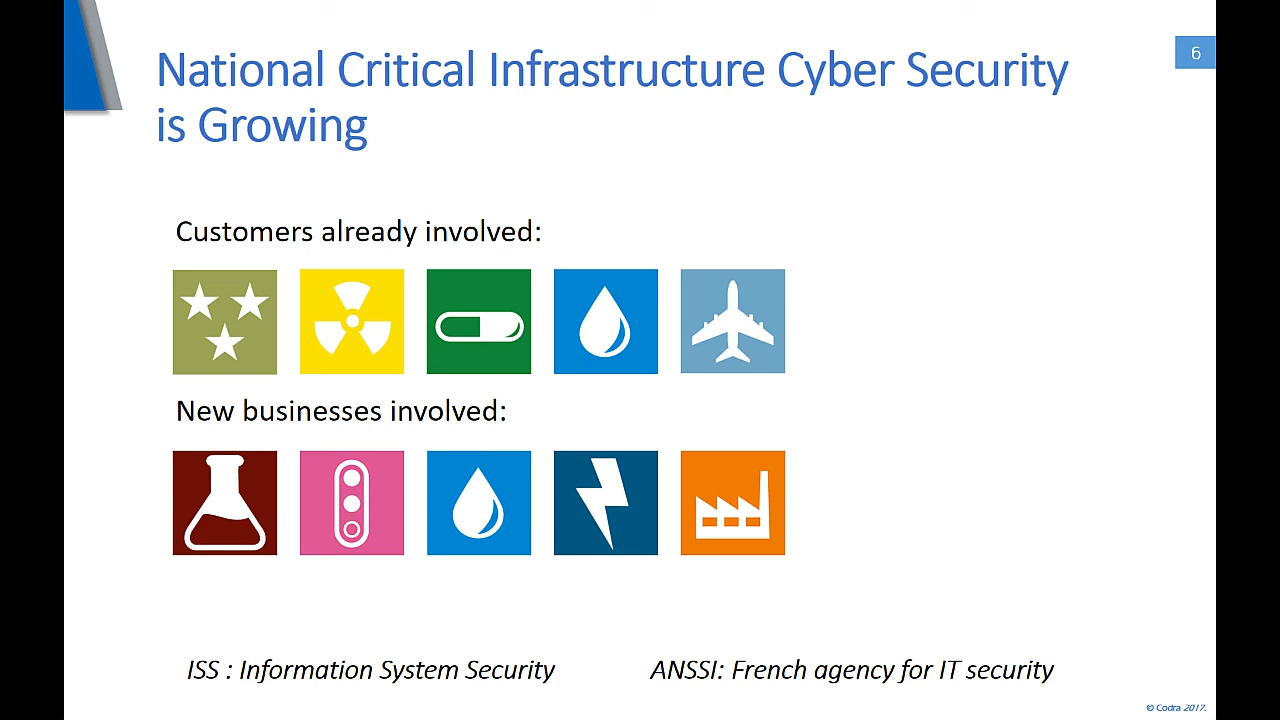 National Critical Infrastructure Cyber Security
is Growing
6
Customers already involved:
New businesses involved:
ISS : Information System Security
ANSSI: French agency for IT security
© Codra 2017.